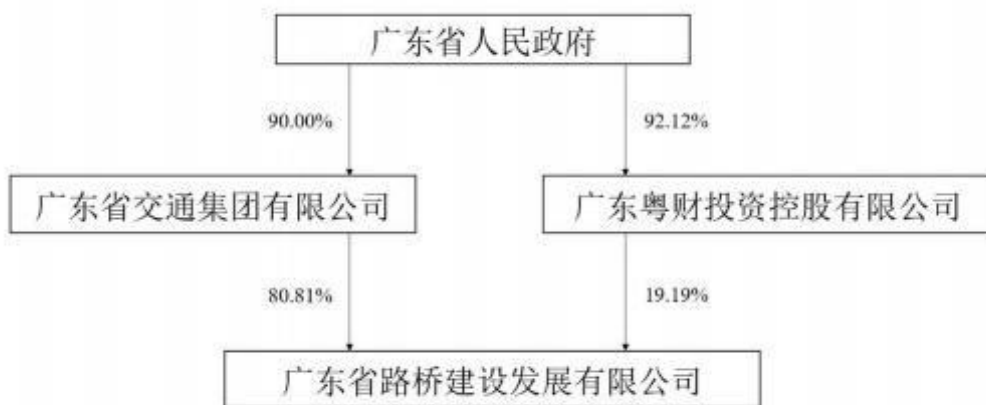 广东省人民政府
90.00%
92.12%
广东省交通集团有限公司
广东粤财投资控股有限公司
80.81%
19.19%
广东省路桥建设发展有限公司